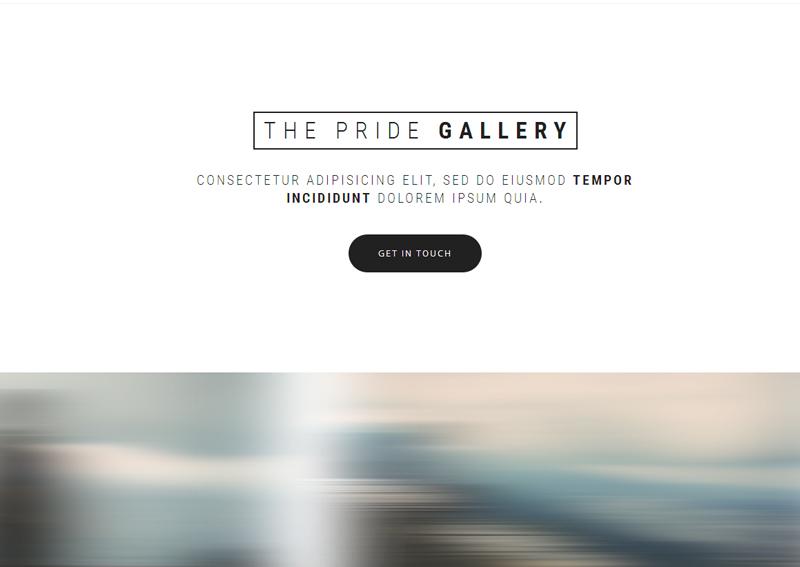 THE PRIDE GALLERY
CONSECTETUR ADIPISICING ELIT, SED DO EIUSMOD TEMPOR
INCIDIDUNT DOLOREM IPSUM QUIA.
GET IN TOUCH